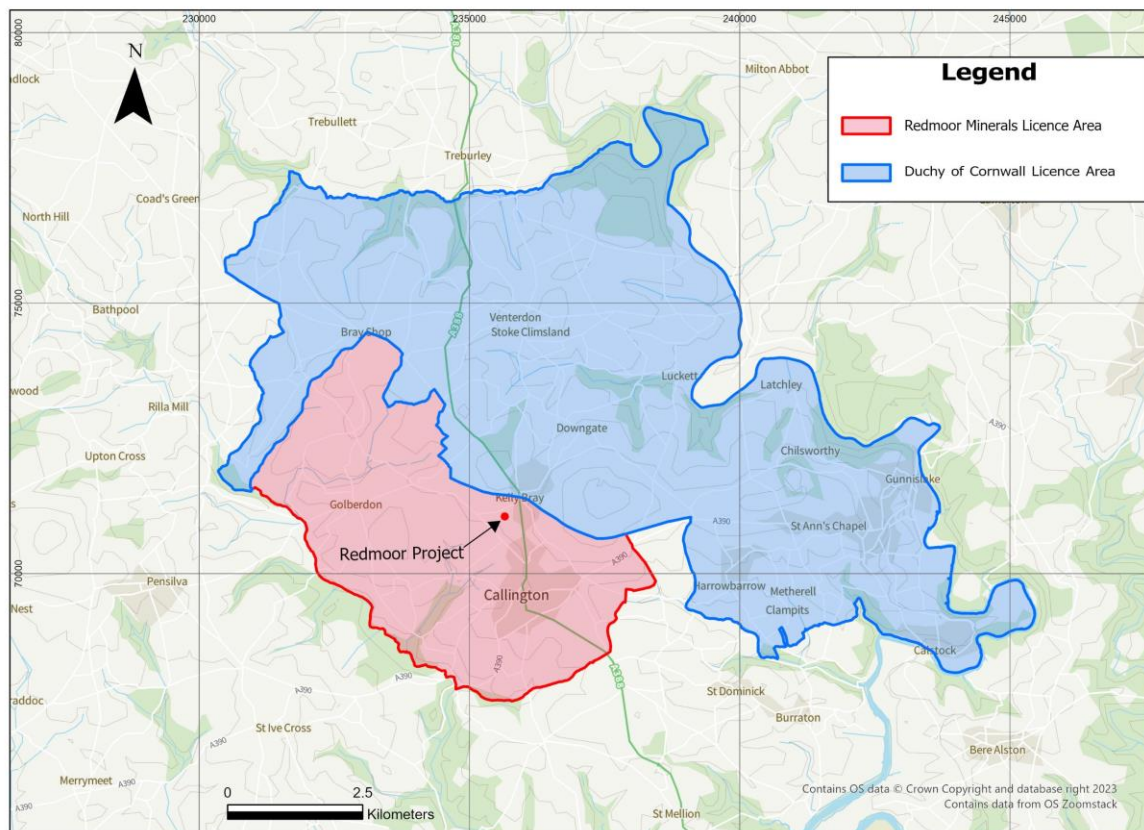 230000
235000
240000
245000
80000
N
Milton Abbot
Trebullett
Treburley
Coad's Green
North Hill
Legend
Redmoor Minerals Licence Area
Duchy of Cornwall Licence Area
75000
Bathpool
Bray Shop
Venterdon
Stoke Climsland
Luckett
Latchley
Rilla Mill
Upton Cross
Downgate
A390
Chilsworthy
Gunnislake
Golberdon
Kelly Bray
A390
St Ann's Chapel
Redmoor Project
A390
70000
Pensilva
Callington
Harrowbarrow
Metherell
Clampits
Calstock
A390
A390
A388
St Dominick
Burraton
St Ive Cross
A390
Bere Alston
Merrymeet
A390
0
2.5
Kilometers
St Mellion
Contains OS data © Crown Copyright and database right 2023
Contains data from OS Zoomstack